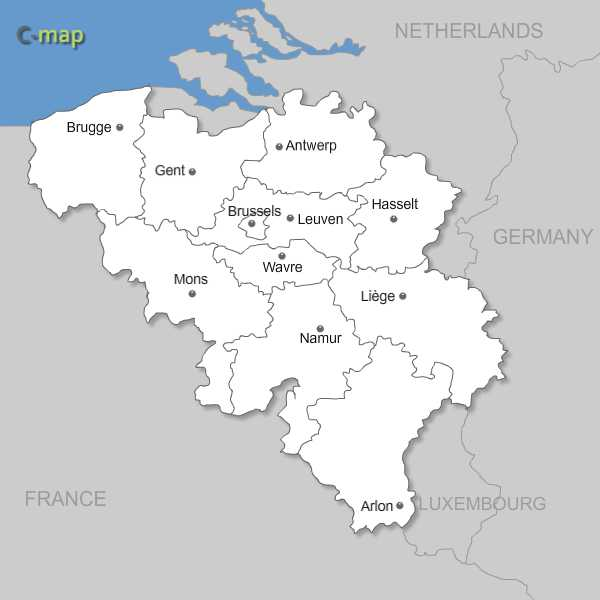 C-map
NETHERLANDS
Brugge
Antwerp
Gent
Hasselt
Brussels
Leuven
GERMANY
Wavre
Mons
Liège
Namur
FRANCE
Arlon
LUXEMBOURG